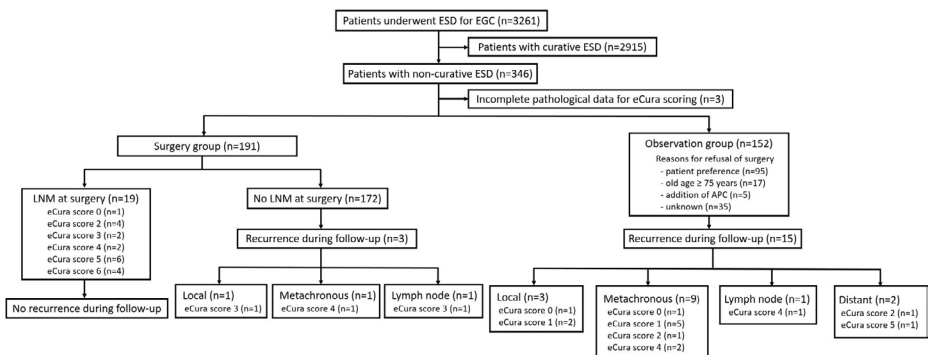 Patients underwent ESD for EGC (n=3261)
Patients with curative ESD (n=2915)
Patients with non-curative ESD (n=346)
Incomplete pathological data for eCura scoring (n=3)
Surgery group (n=191)
Observation group (n=152)
Reasons for refusal of surgery
- patient preference (n=95)
- old age ≥ 75 years (n=17)
- addition of APC (n=5)
- unknown (n=35)
LNM at surgery (n=19)
eCura score 0 (n=1)
eCura score 2 (n=4)
eCura score 3 (n=2)
eCura score 4 (n=2)
eCura score 5 (n=6)
eCura score 6 (n=4)
No recurrence during follow-up
No LNM at surgery (n=172)
Recurrence during follow-up (n=3)
Local (n=1)
eCura score 3 (n=1)
Metachronous (n=1)
eCura score 4 (n=1)
Lymph node (n=1)
eCura score 3 (n=1)
Recurrence during follow-up (n=15)
Local (n=3)
eCura score 0 (n=1)
eCura score 1 (n=2)
Metachronous (n=9)
eCura score 0 (n=1)
eCura score 1 (n=5)
eCura score 2 (n=1)
eCura score 4 (n=2)
Lymph node (n=1)
eCura score 4 (n=1)
Distant (n=2)
eCura score 2 (n=1)
eCura score 5 (n=1)